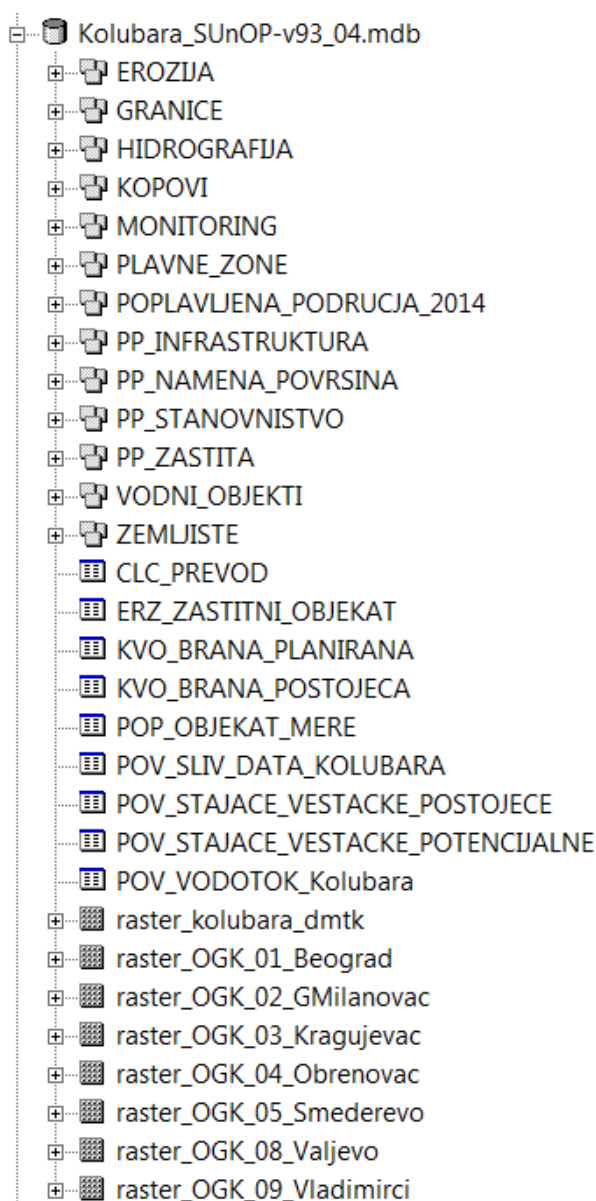 Kolubara_SUnOP-v93_04.mdb
EROZIJA
GRANICE
HIDROGRAFIJA
KOPOVI
MONITORING
PLAVNE_ZONE
POPLAVLJENA_PODRUCJA_2014
PP_INFRASTRUKTURA
PP_NAMENA_POVRSINA
PP_STANOVNISTVO
PP_ZASTITA
VODNI_OBJEKTI
ZEMLJISTE
CLC_PREVOD
ERZ_ZASTITNI_OBJEKAT
KVO_BRANA_PLANIRANA
KVO_BRANA_POSTOJECA
POP_OBJEKAT_MERE
POV_SLIV_DATA_KOLUBARA
POV_STAJACE_VESTACKE_POSTOJECE
POV_STAJACE_VESTACKE_POTENCIJALNE
POV_VODOTOK_Kolubara
raster_kolubara_dmtk
raster_OGK_01_Beograd
raster_OGK_02_GMilanovac
raster_OGK_03_Kragujevac
raster_OGK_04_Obrenovac
raster_OGK_05_Smederevo
raster_OGK_08_Valjevo
raster_OGK_09_Vladimirci